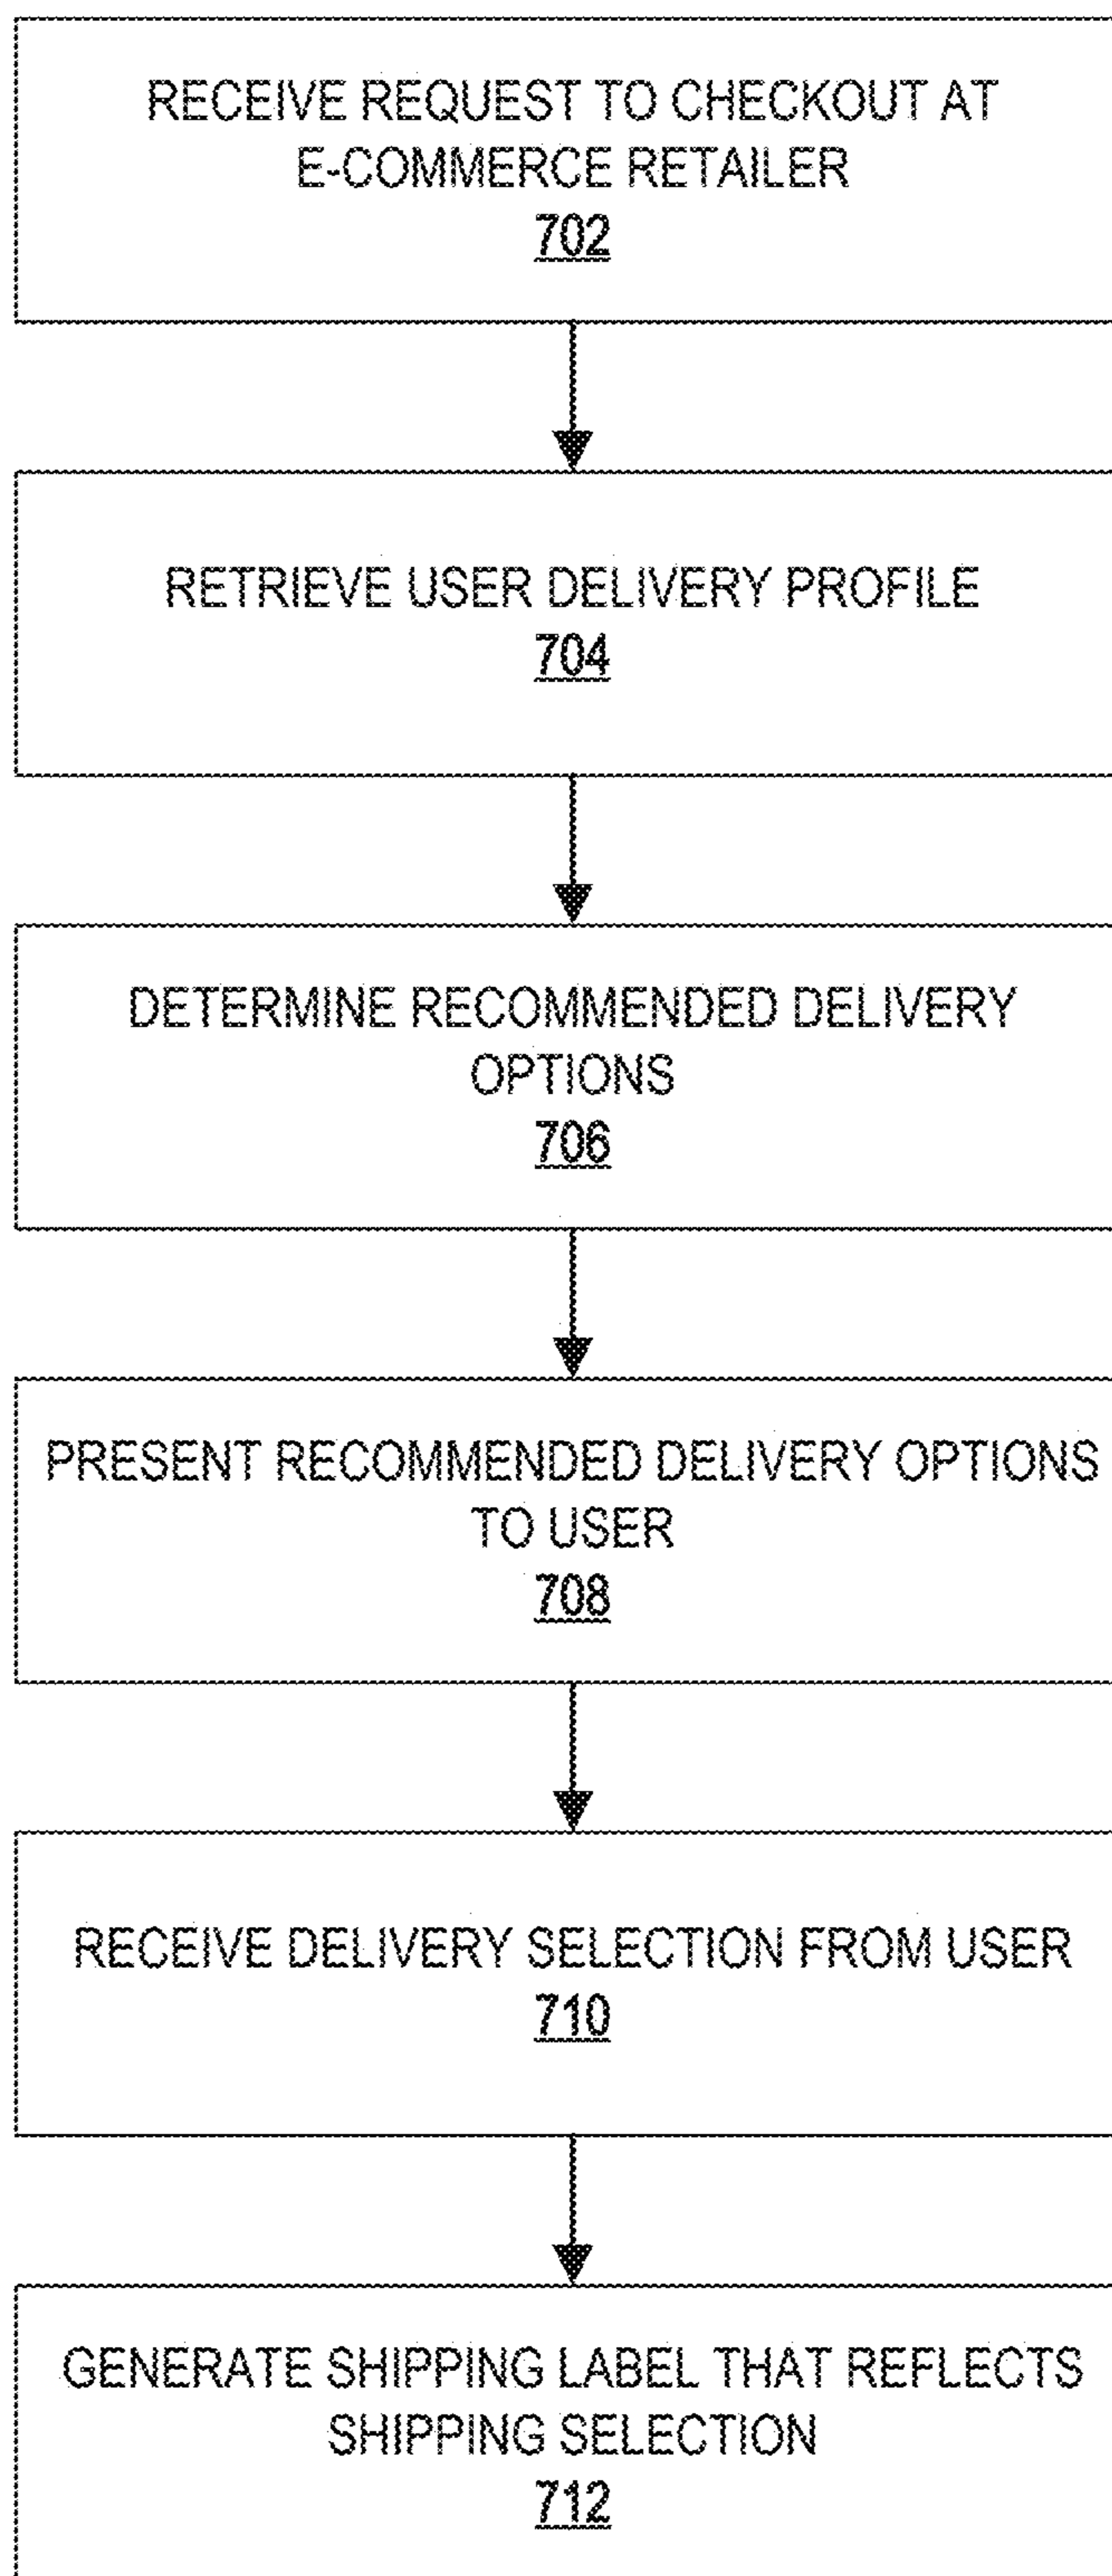 RECEIVE REQUEST TO CHECKOUT AT
E-COMMERCE RETAILER
702
RETRIEVE USER DELIVERY PROFILE
704
DETERMINE RECOMMENDED DELIVERY
OPTIONS
706
PRESENT RECOMMENDED DELIVERY OPTIONS
TO USER
708
RECEIVE DELIVERY SELECTION FROM USER
710
GENERATE SHIPPING LABEL THAT REFLECTS
SHIPPING SELECTION
712